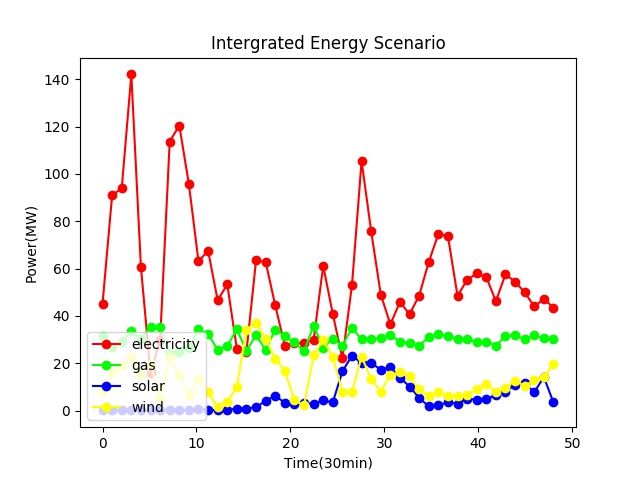 Intergrated Energy Scenario
Power(MW)
140
120
100
80
60
40
20
0
electricity
gas
solar
wind
0 10 20 30 40 50
Time(30min)